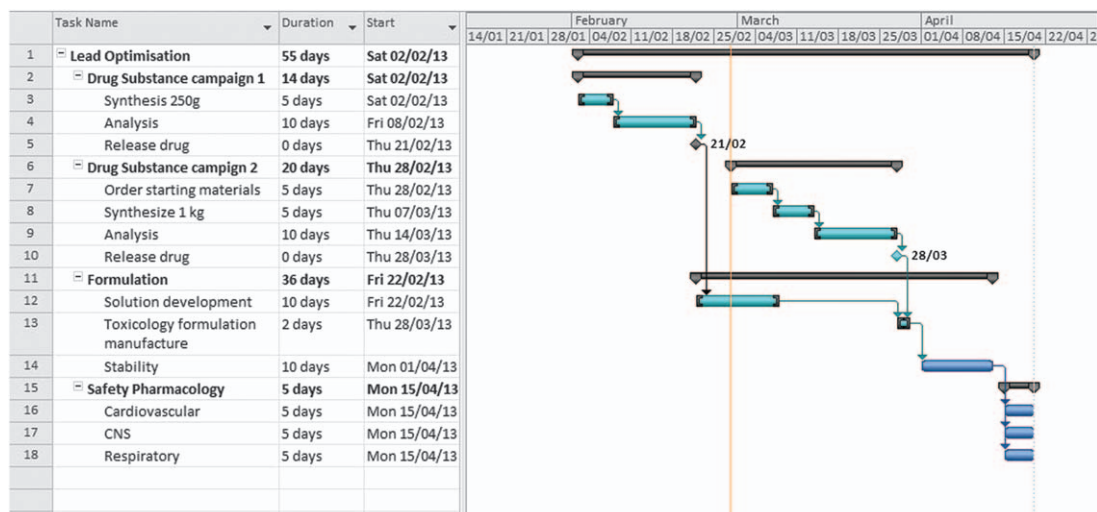 Task Name Duration Start February March April
14/01 21/01 28/01 04/02 11/02 18/02 25/02 04/03 11/03 18/03 25/03 01/04 08/04 15/04 22/04 2
1 Lead Optimisation 55 days Sat 02/02/13
2 Drug Substance campaign 1 14 days Sat 02/02/13
3 Synthesis 250g 5 days Sat 02/02/13
4 Analysis 10 days Fri 08/02/13
5 Release drug 0 days Thu 21/02/13 21/02
6 Drug Substance campign 2 20 days Thu 28/02/13
7 Order starting materials 5 days Thu 28/02/13
8 Synthesize 1 kg 5 days Thu 07/03/13
9 Analysis 10 days Thu 14/03/13
10 Release drug 0 days Thu 28/03/13 28/03
11 Formulation 36 days Fri 22/02/13
12 Solution development 10 days Fri 22/02/13
13 Toxicology formulation 2 days Thu 28/03/13
manufacture
14 Stability 10 days Mon 01/04/13
15 Safety Pharmacology 5 days Mon 15/04/13
16 Cardiovascular 5 days Mon 15/04/13
17 CNS 5 days Mon 15/04/13
18 Respiratory 5 days Mon 15/04/13